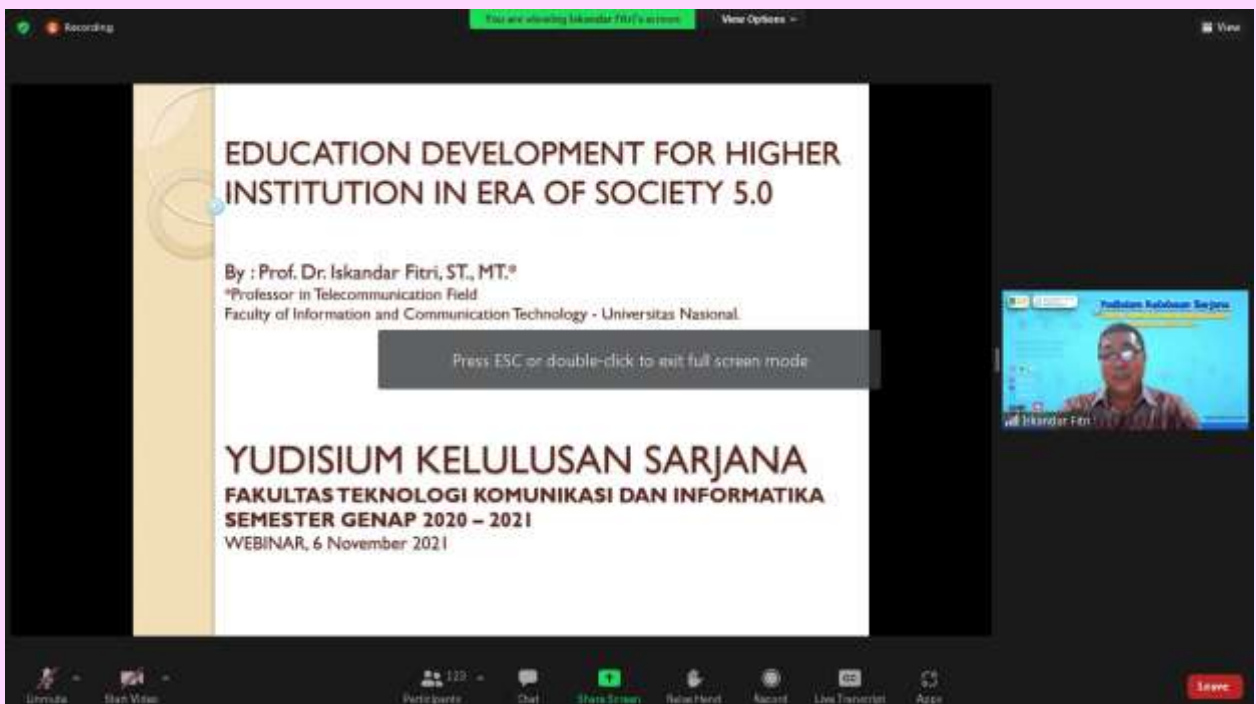 Recording
You are viewing Iskandar Fitri's screen
View Options
View
EDUCATION DEVELOPMENT FOR HIGHER
INSTITUTION IN ERA OF SOCIETY 5.0
By : Prof. Dr. Iskandar Fitri, ST., MT.*
*Professor in Telecommunication Field
Faculty of Information and Communication Technology - Universitas Nasional.
Press ESC or double-click to exit full screen mode
YUDISIUM KELULUSAN SARJANA
FAKULTAS TEKNOLOGI KOMUNIKASI DAN INFORMATIKA
SEMESTER GENAP 2020 – 2021
WEBINAR, 6 November 2021
Yudisium Kelulusan Sarjana
Iskandar Fitri
Unmute
Start Video
123
Participants
Chat
Share Screen
Raise Hand
Record
CC
Live Transcript
Apps
Leave